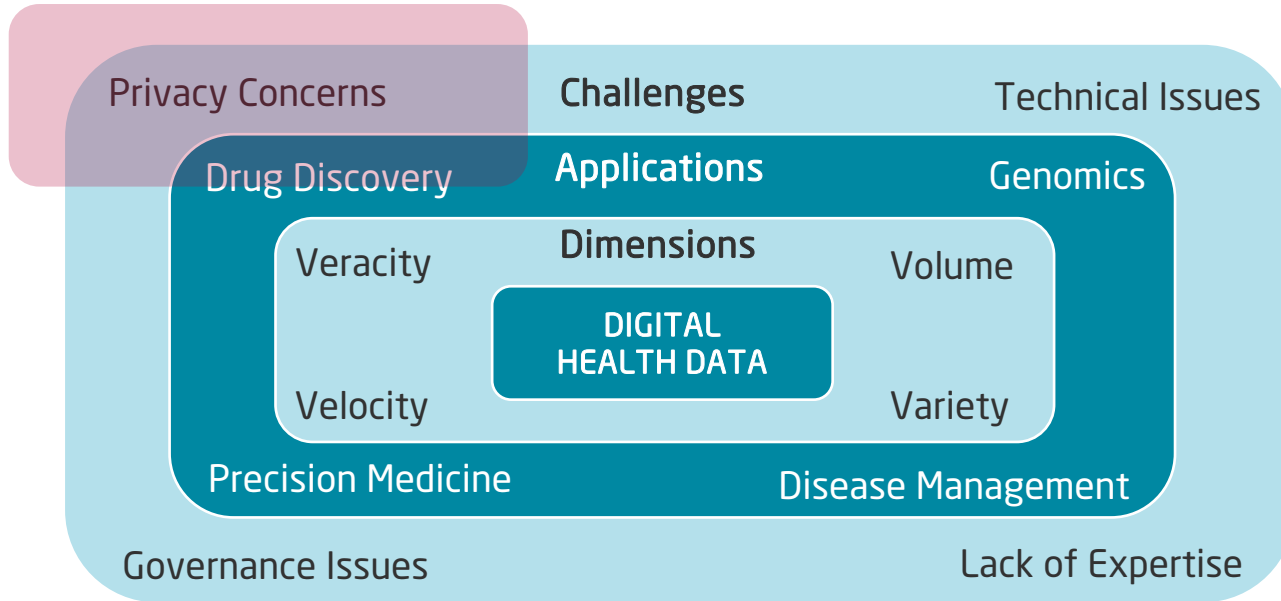 Privacy Concerns
Challenges
Technical Issues
Drug Discovery
Applications
Genomics
Veracity
Dimensions
Volume
DIGITAL
HEALTH DATA
Velocity
Variety
Precision Medicine
Disease Management
Governance Issues
Lack of Expertise